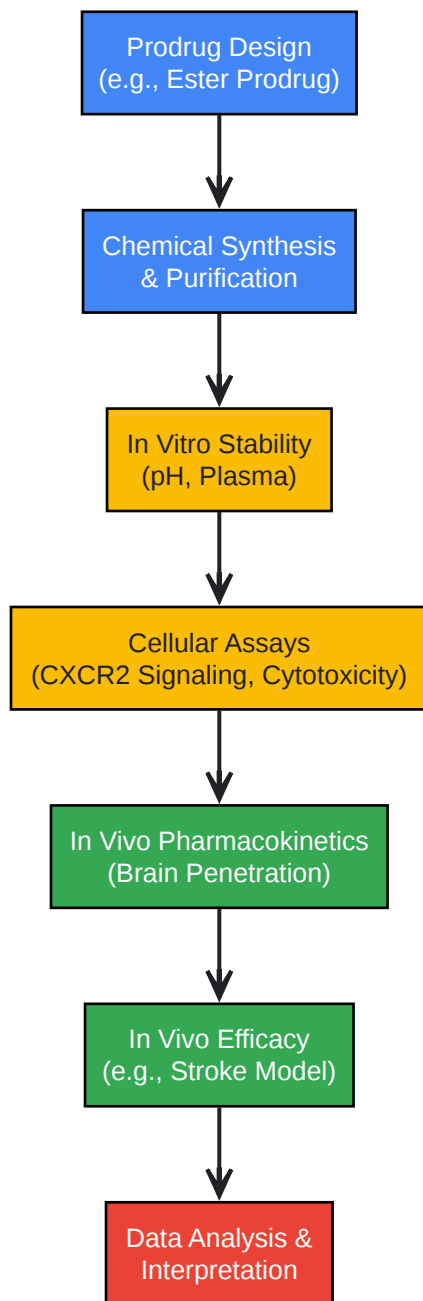 Prodrug Design
(e.g., Ester Prodrug)
Chemical Synthesis
& Purification
In Vitro Stability
(pH, Plasma)
Cellular Assays
(CXCR2 Signaling, Cytotoxicity)
In Vivo Pharmacokinetics
(Brain Penetration)
In Vivo Efficacy
(e.g., Stroke Model)
Data Analysis &
Interpretation